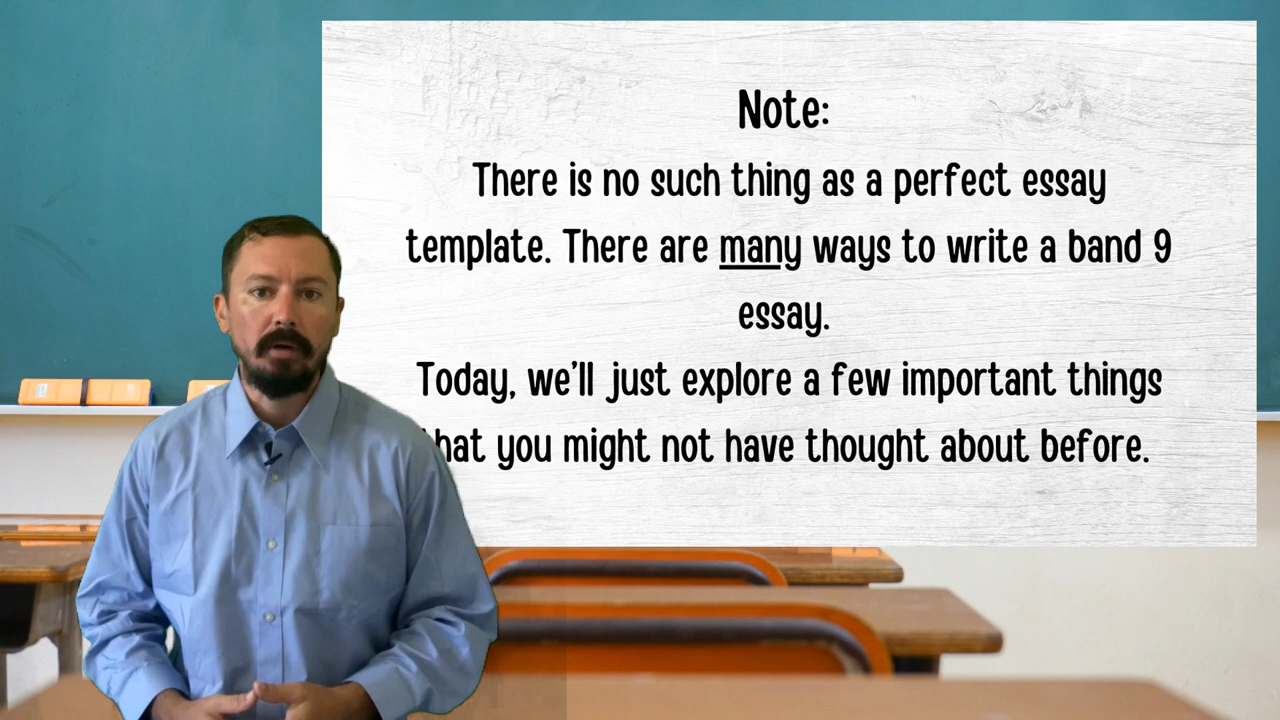 Note:
There is no such thing as a perfect essay
template. There are many ways to write a band 9
essay.
Today, we'll just explore a few important things
you might not have thought about before.